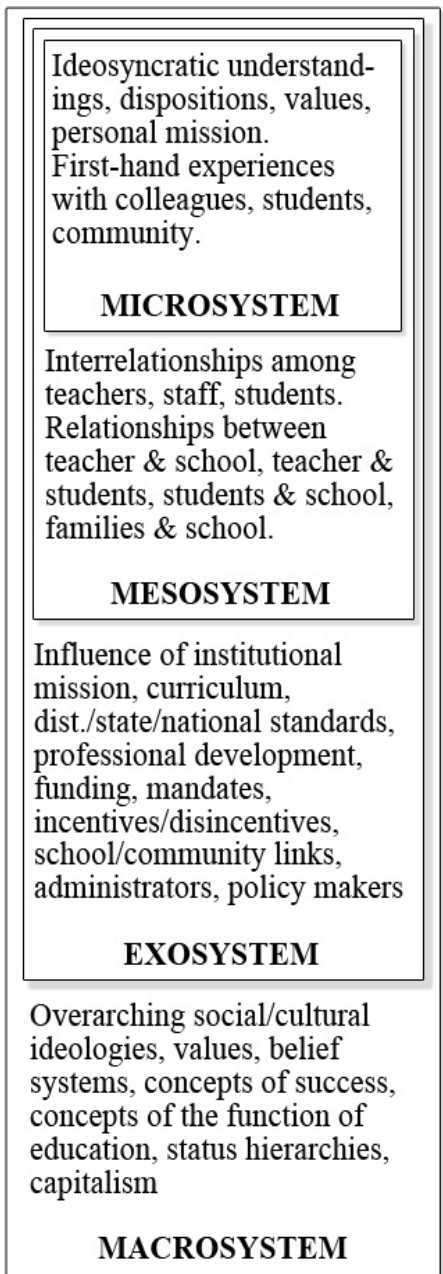 Ideosyncratic understand-
ings, dispositions, values,
personal mission.
First-hand experiences
with colleagues, students,
community.
MICROSYSTEM
Interrelationships among
teachers, staff, students.
Relationships between
teacher & school, teacher &
students, students & school,
families & school.
MESOSYSTEM
Influence of institutional
mission, curriculum,
dist./state/national standards,
professional development,
funding, mandates,
incentives/disincentives,
school/community links,
administrators, policy makers
EXOSYSTEM
Overarching social/cultural
ideologies, values, belief
systems, concepts of success,
concepts of the function of
education, status hierarchies,
capitalism
MACROSYSTEM